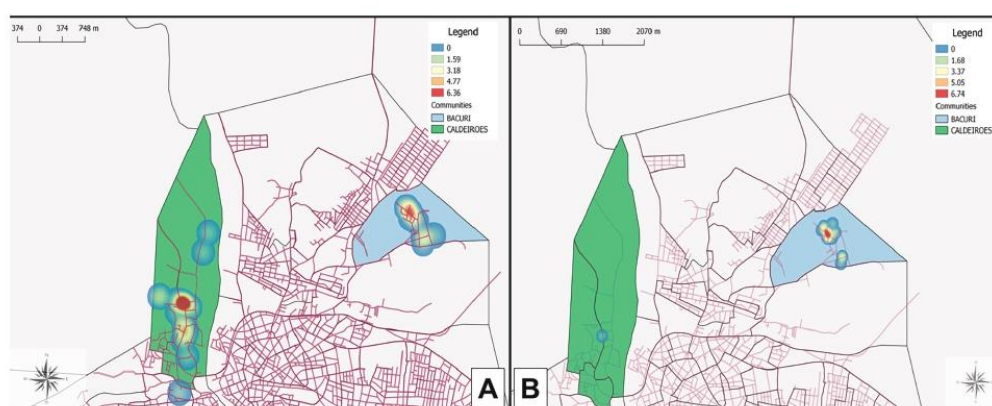 374 0 374 748 m
Legend
0
1.59
3.18
4.77
6.36
Communities
BACURI
CALDEIROES
A
0 690 1380 2070 m
Legend
0
1.68
3.37
5.05
6.74
Communities
BACURI
CALDEIROES
B